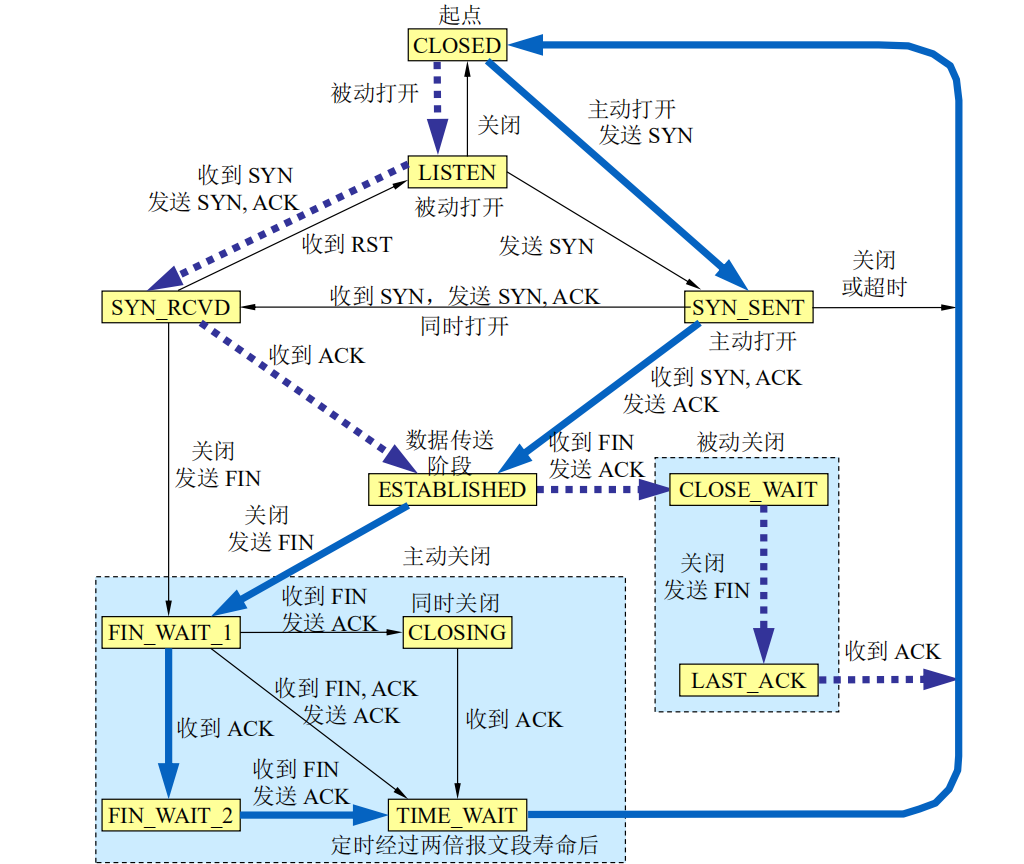 起点
CLOSED
被动打开
关闭
主动打开
发送 SYN
LISTEN
被动打开
收到 SYN
发送 SYN, ACK
收到 RST
发送 SYN
关闭
或超时
SYN_RCVD
收到 SYN，发送 SYN, ACK
同时打开
SYN_SENT
主动打开
收到 ACK
收到 SYN, ACK
发送 ACK
数据传送
阶段
ESTABLISHED
收到 FIN
发送 ACK
被动关闭
CLOSE_WAIT
关闭
发送 FIN
关闭
发送 FIN
主动关闭
关闭
发送 FIN
FIN_WAIT_1
收到 FIN
发送 ACK
同时关闭
CLOSING
LAST_ACK
收到 ACK
收到 FIN, ACK
发送 ACK
收到 ACK
收到 ACK
收到 FIN
发送 ACK
FIN_WAIT_2
TIME_WAIT
定时经过两倍报文段寿命后